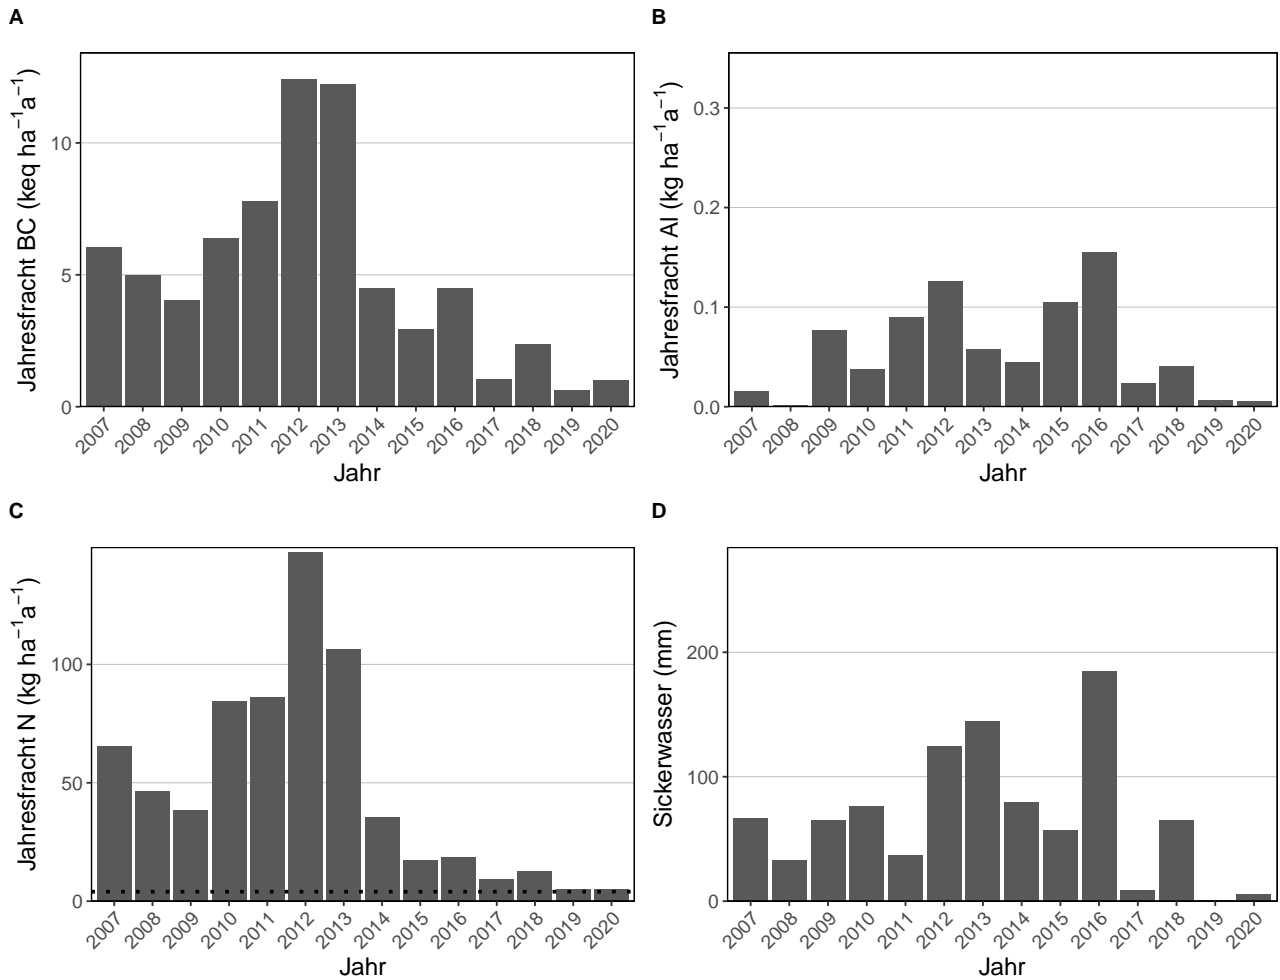 A
Jahresfracht BC (keq ha⁻¹a⁻¹)
10
5
0
2007 2008 2009 2010 2011 2012 2013 2014 2015 2016 2017 2018 2019 2020
Jahr
B
Jahresfracht Al (kg ha⁻¹a⁻¹)
0.3
0.2
0.1
0.0
2007 2008 2009 2010 2011 2012 2013 2014 2015 2016 2017 2018 2019 2020
Jahr
C
Jahresfracht N (kg ha⁻¹a⁻¹)
100
50
0
2007 2008 2009 2010 2011 2012 2013 2014 2015 2016 2017 2018 2019 2020
Jahr
D
Sickerwasser (mm)
200
100
0
2007 2008 2009 2010 2011 2012 2013 2014 2015 2016 2017 2018 2019 2020
Jahr